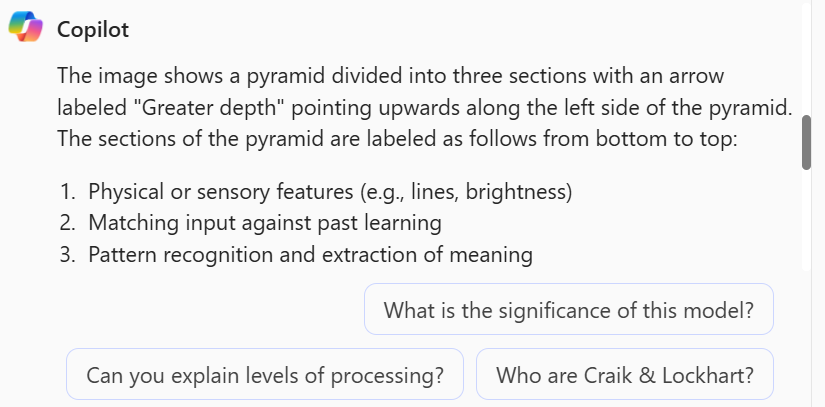 Copilot
The image shows a pyramid divided into three sections with an arrow
labeled "Greater depth" pointing upwards along the left side of the pyramid.
The sections of the pyramid are labeled as follows from bottom to top:
1. Physical or sensory features (e.g., lines, brightness)
2. Matching input against past learning
3. Pattern recognition and extraction of meaning
What is the significance of this model?
Can you explain levels of processing?
Who are Craik & Lockhart?